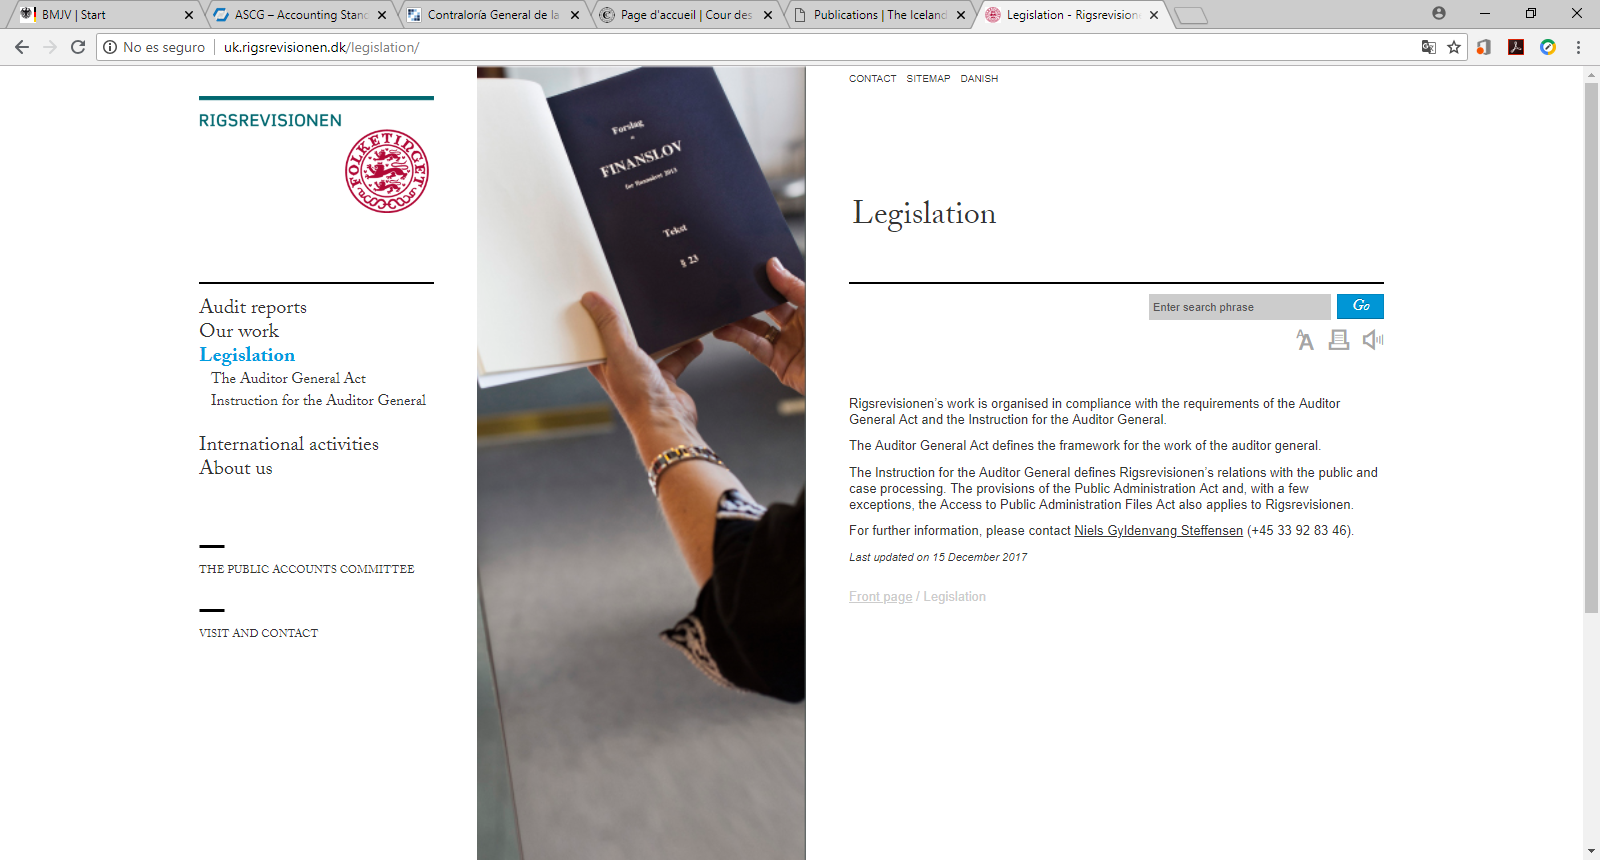 BMJV | Start
ASCG – Accounting Stanc
Contraloría General de la
Page d'accueil | Cour des
Publications | The Iceland
Legislation - Rigsrevision
No es seguro
uk.rigsrevisionen.dk/legislation/
CONTACT SITEMAP DANISH
RIGSREVISIONEN
FOLKETINGET
Forslag
FINANSLOV
for finansåret 2013
Tekst
§ 23
Legislation
Enter search phrase
Go
AA
Audit reports
Our work
Legislation
The Auditor General Act
Instruction for the Auditor General
International activities
About us
THE PUBLIC ACCOUNTS COMMITTEE
VISIT AND CONTACT
Rigsrevisionen's work is organised in compliance with the requirements of the Auditor
General Act and the Instruction for the Auditor General.
The Auditor General Act defines the framework for the work of the auditor general.
The Instruction for the Auditor General defines Rigsrevisionen's relations with the public and
case processing. The provisions of the Public Administration Act and, with a few
exceptions, the Access to Public Administration Files Act also applies to Rigsrevisionen.
For further information, please contact Niels Gyldenvang Steffensen (+45 33 92 83 46).
Last updated on 15 December 2017
Front page / Legislation